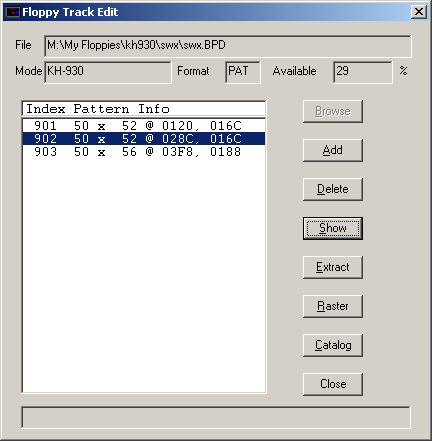 Floppy Track Edit
File M:\My Floppies\kh930\swx\swx.BPD
Mode KH-930 Format PAT Available 29 %
Index Pattern Info
901 50 x 52 @ 0120, 016C
902 50 x 52 @ 028C, 016C
903 50 x 56 @ 03F8, 0188
Browse
Add
Delete
Show
Extract
Raster
Catalog
Close